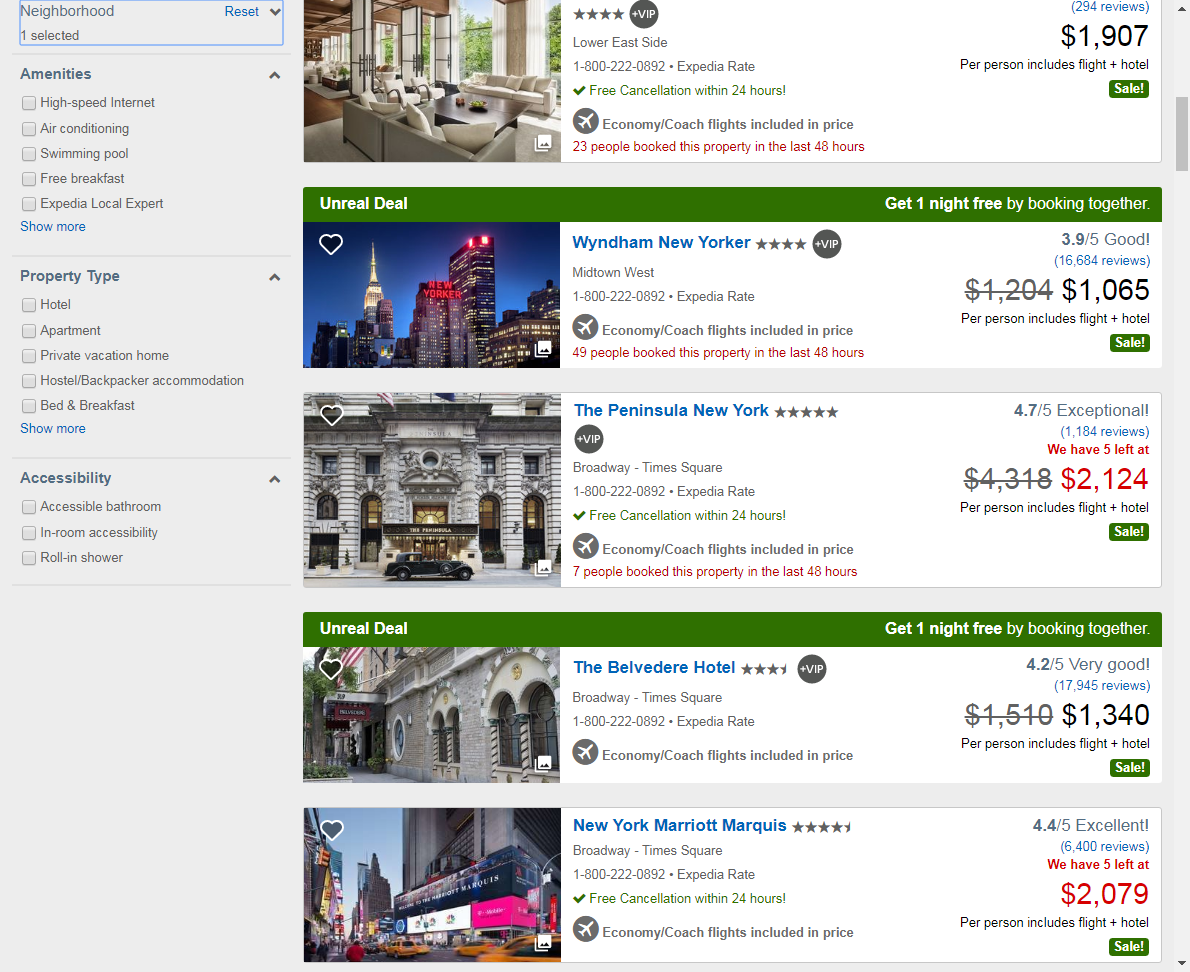 Neighborhood
Reset
1 selected
Amenities
High-speed Internet
Air conditioning
Swimming pool
Free breakfast
Expedia Local Expert
Show more
Property Type
Hotel
Apartment
Private vacation home
Hostel/Backpacker accommodation
Bed & Breakfast
Show more
Accessibility
Accessible bathroom
In-room accessibility
Roll-in shower
+VIP
Lower East Side
1-800-222-0892 • Expedia Rate
Free Cancellation within 24 hours!
Economy/Coach flights included in price
23 people booked this property in the last 48 hours
(294 reviews)
$1,907
Per person includes flight + hotel
Sale!
Unreal Deal
Get 1 night free by booking together.
NEW
YORKER
Wyndham New Yorker
+VIP
Midtown West
1-800-222-0892 • Expedia Rate
Economy/Coach flights included in price
49 people booked this property in the last 48 hours
3.9/5 Good!
(16,684 reviews)
$1,204 $1,065
Per person includes flight + hotel
Sale!
THE PENINSULA
The Peninsula New York
+VIP
Broadway - Times Square
1-800-222-0892 • Expedia Rate
Free Cancellation within 24 hours!
Economy/Coach flights included in price
7 people booked this property in the last 48 hours
4.7/5 Exceptional!
(1,184 reviews)
We have 5 left at
$4,318 $2,124
Per person includes flight + hotel
Sale!
Unreal Deal
Get 1 night free by booking together.
BELVEDERE
The Belvedere Hotel
+VIP
Broadway - Times Square
1-800-222-0892 • Expedia Rate
Economy/Coach flights included in price
4.2/5 Very good!
(17,945 reviews)
$1,510 $1,340
Per person includes flight + hotel
Sale!
WELCOME TO THE MARRIOTT MARQUIS
T-Mobile
New York Marriott Marquis
Broadway - Times Square
1-800-222-0892 • Expedia Rate
Free Cancellation within 24 hours!
Economy/Coach flights included in price
4.4/5 Excellent!
(6,400 reviews)
We have 5 left at
$2,079
Per person includes flight + hotel
Sale!